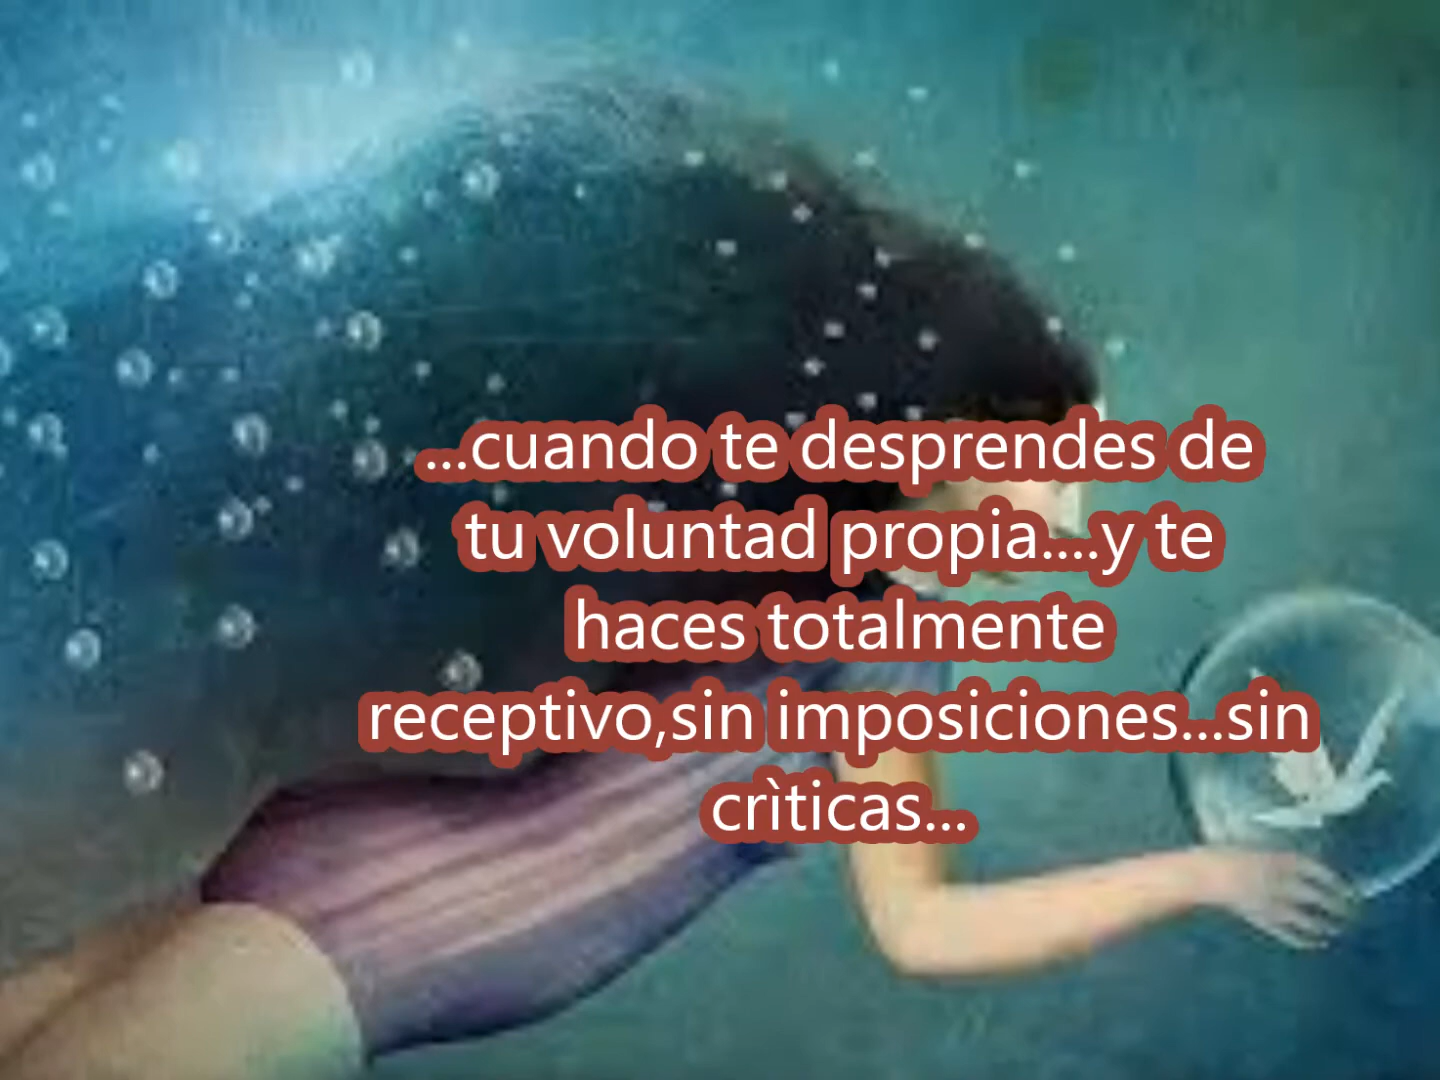 ...cuando te desprendes de
tu voluntad propia....y te
haces totalmente
receptivo,sin imposiciones...sin
crìticas...